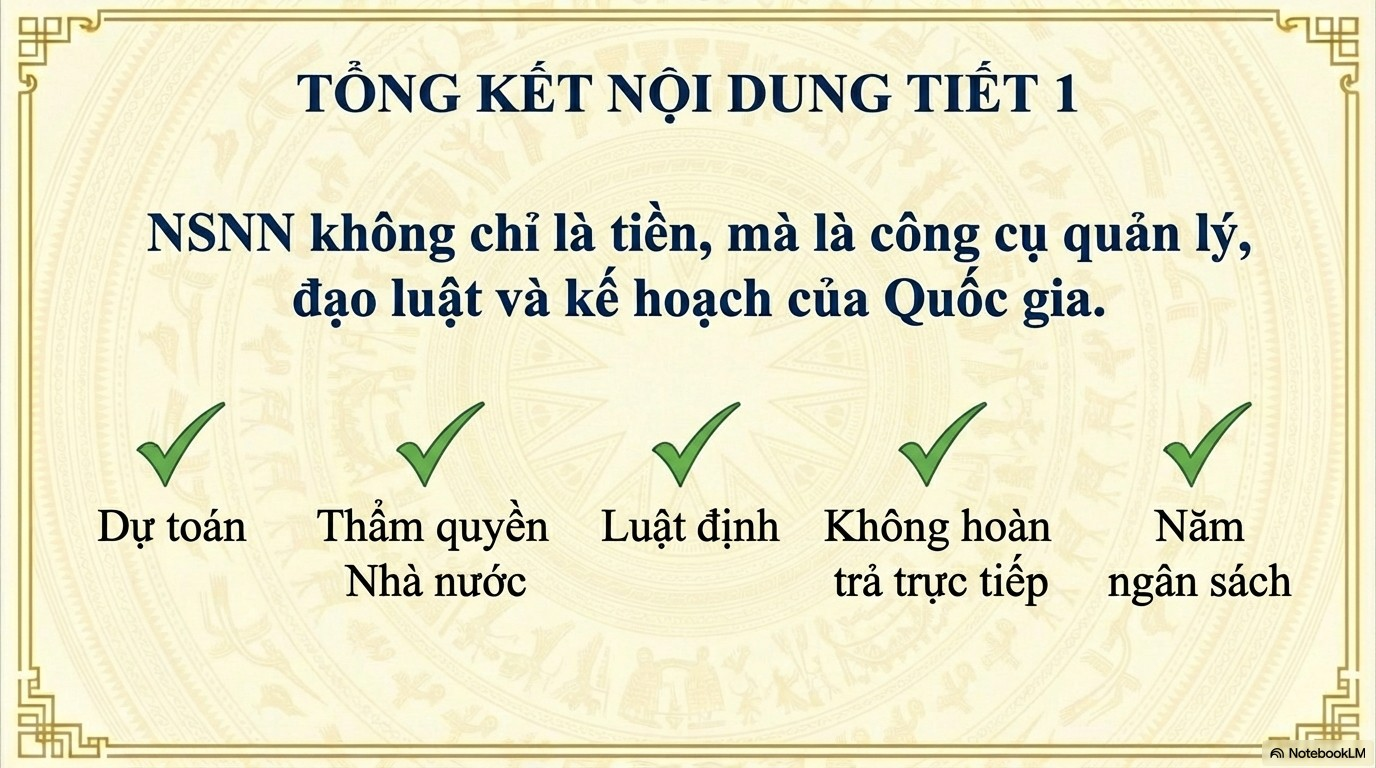 TỔNG KẾT NỘI DUNG TIẾT 1
NSNN không chỉ là tiền, mà là công cụ quản lý,
đạo luật và kế hoạch của Quốc gia.
Dự toán
Thẩm quyền
Nhà nước
Luật định
Không hoàn
trả trực tiếp
Năm
ngân sách
NotebookLM